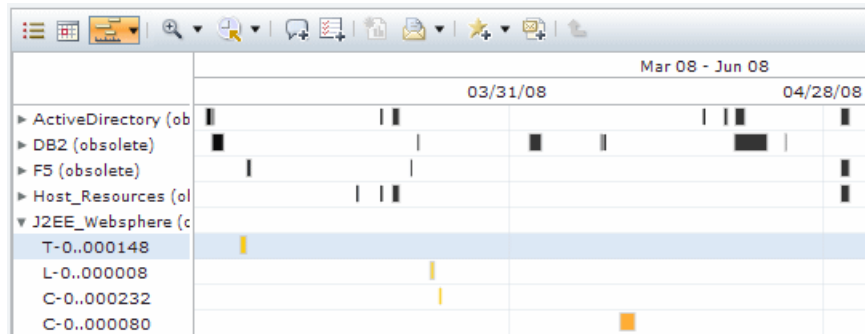 Mar 08 - Jun 08
03/31/08 04/28/08
ActiveDirectory (ob
DB2 (obsolete)
F5 (obsolete)
Host_Resources (ol
J2EE_Websphere (c
T-0..000148
L-0..000008
C-0..000232
C-0..000080